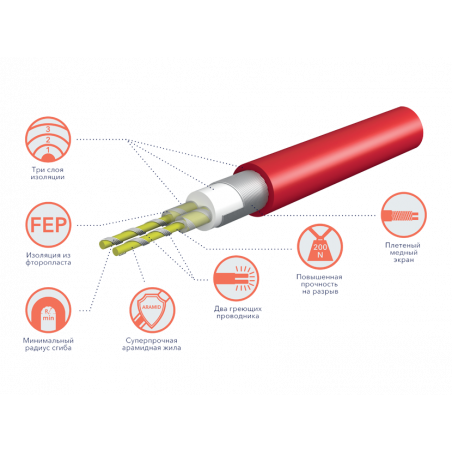 3
2
1
Три слоя
изоляции
FEP
Изоляция из
фторопласта
R/
min
Минимальный
радиус сгиба
ARAMID
Суперпрочная
арамидная жила
Два греющих
проводника
200
N
Повышенная
прочность
на разрыв
Плетеный
медный
экран